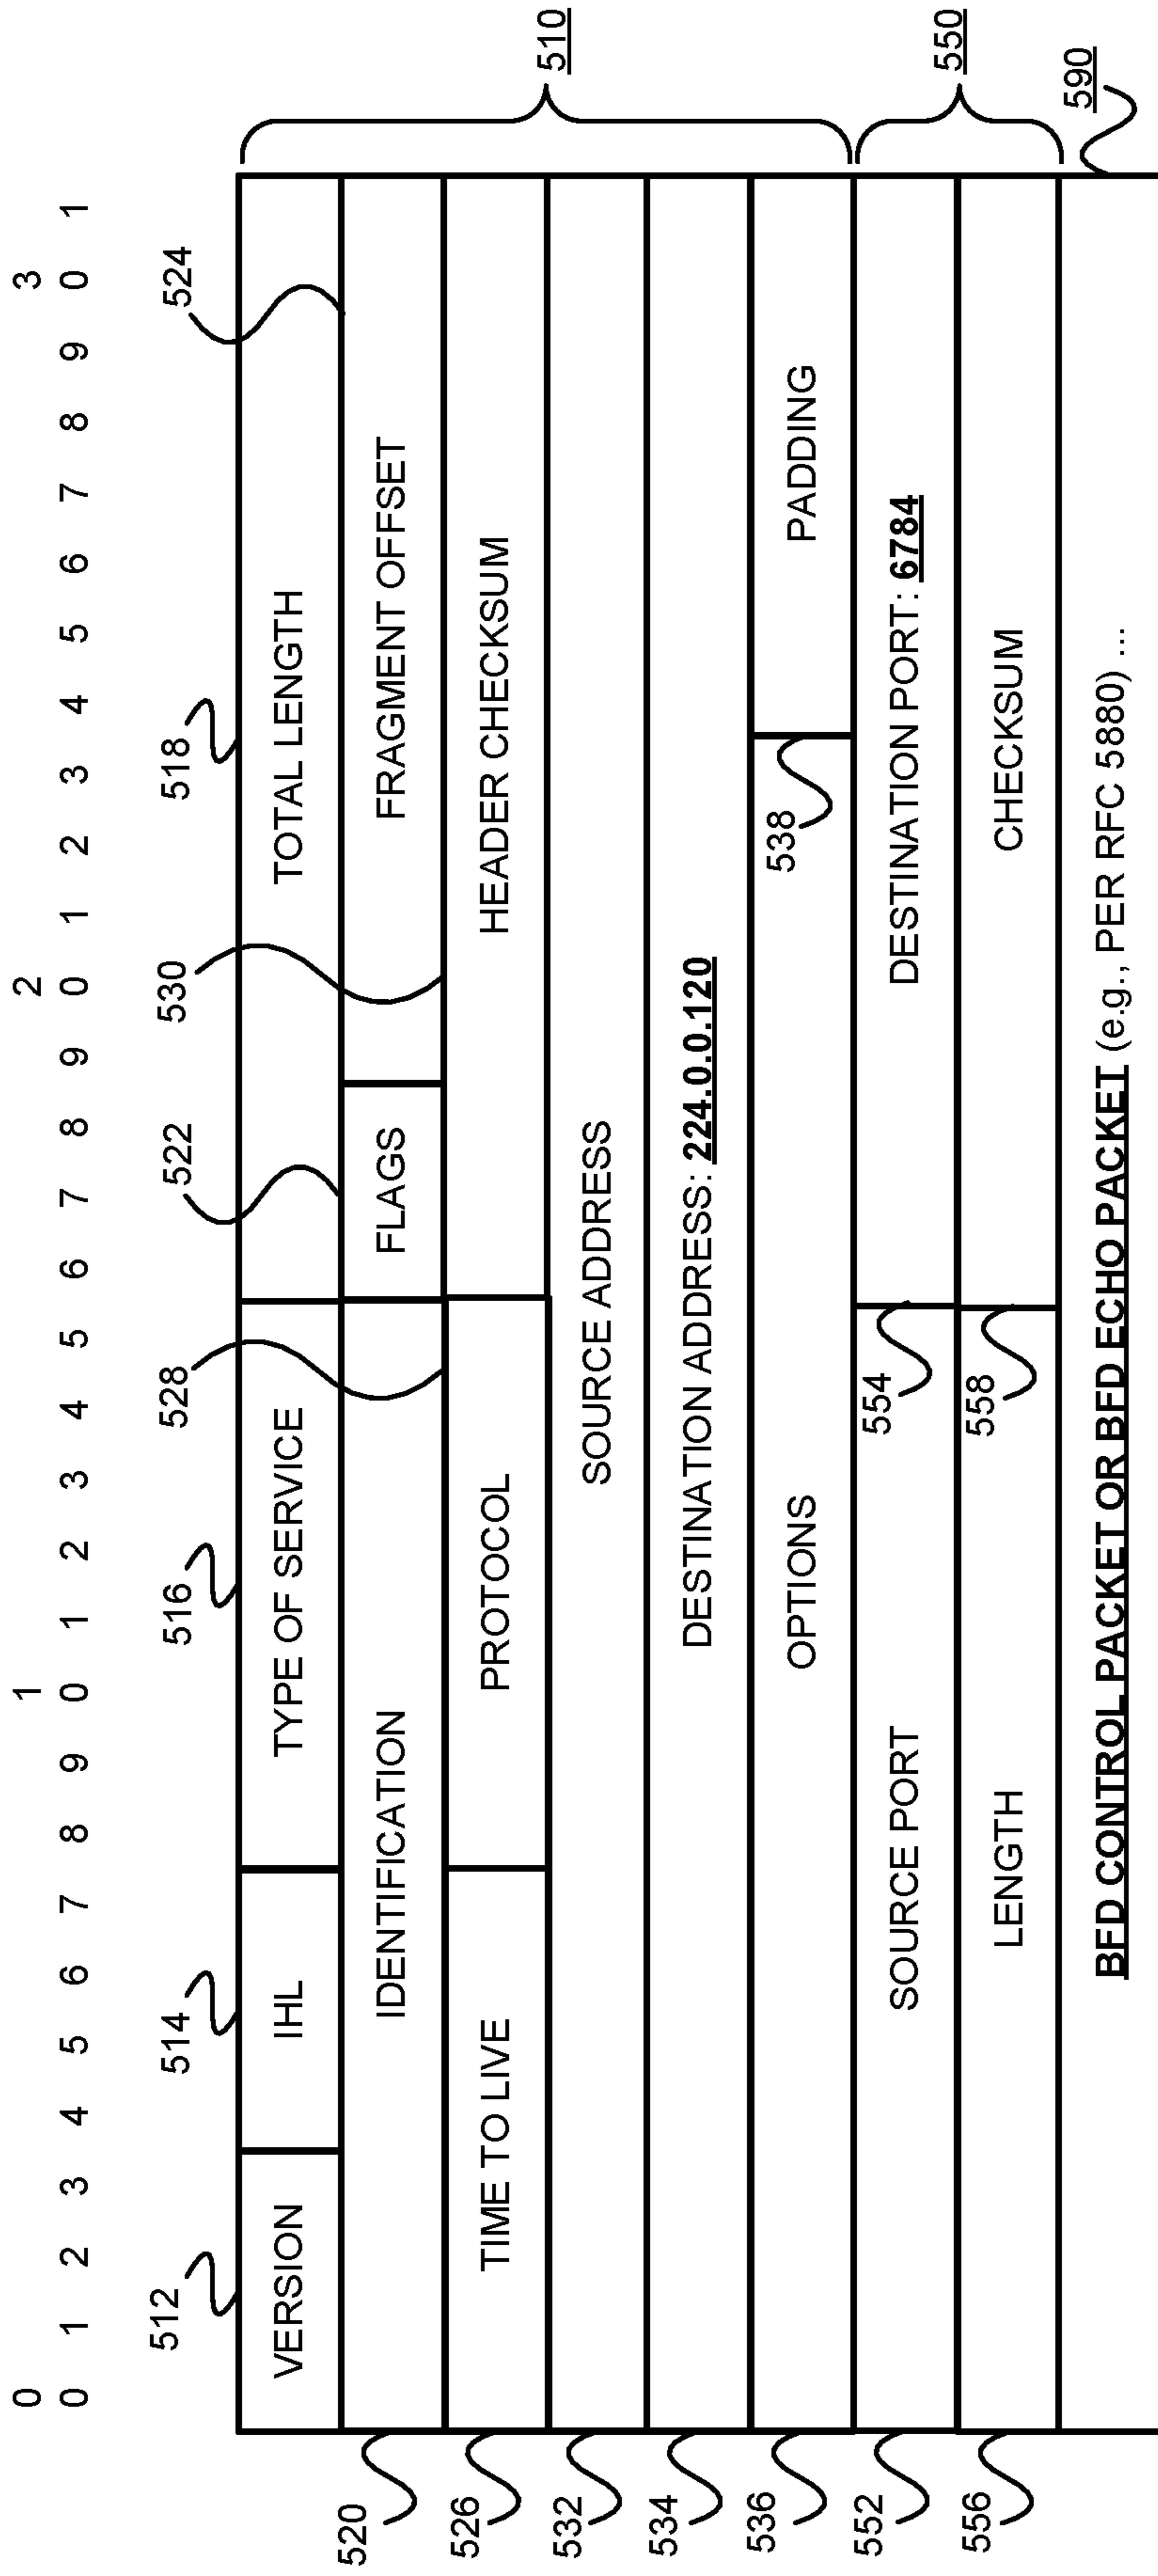 0 1 2 3
0 1 2 3 4 5 6 7 8 9 0 1 2 3 4 5 6 7 8 9 0 1 2 3 4 5 6 7 8 9 0 1
512 514 516 528 522 530 518 524
VERSION IHL TYPE OF SERVICE TOTAL LENGTH
520 IDENTIFICATION FLAGS FRAGMENT OFFSET
526 TIME TO LIVE PROTOCOL HEADER CHECKSUM
510
532 SOURCE ADDRESS
534 DESTINATION ADDRESS: 224.0.0.120
536 OPTIONS 538 PADDING
552 SOURCE PORT 554 DESTINATION PORT: 6784
550
556 LENGTH 558 CHECKSUM
590
BFD CONTROL PACKET OR BFD ECHO PACKET (e.g., PER RFC 5880) ...